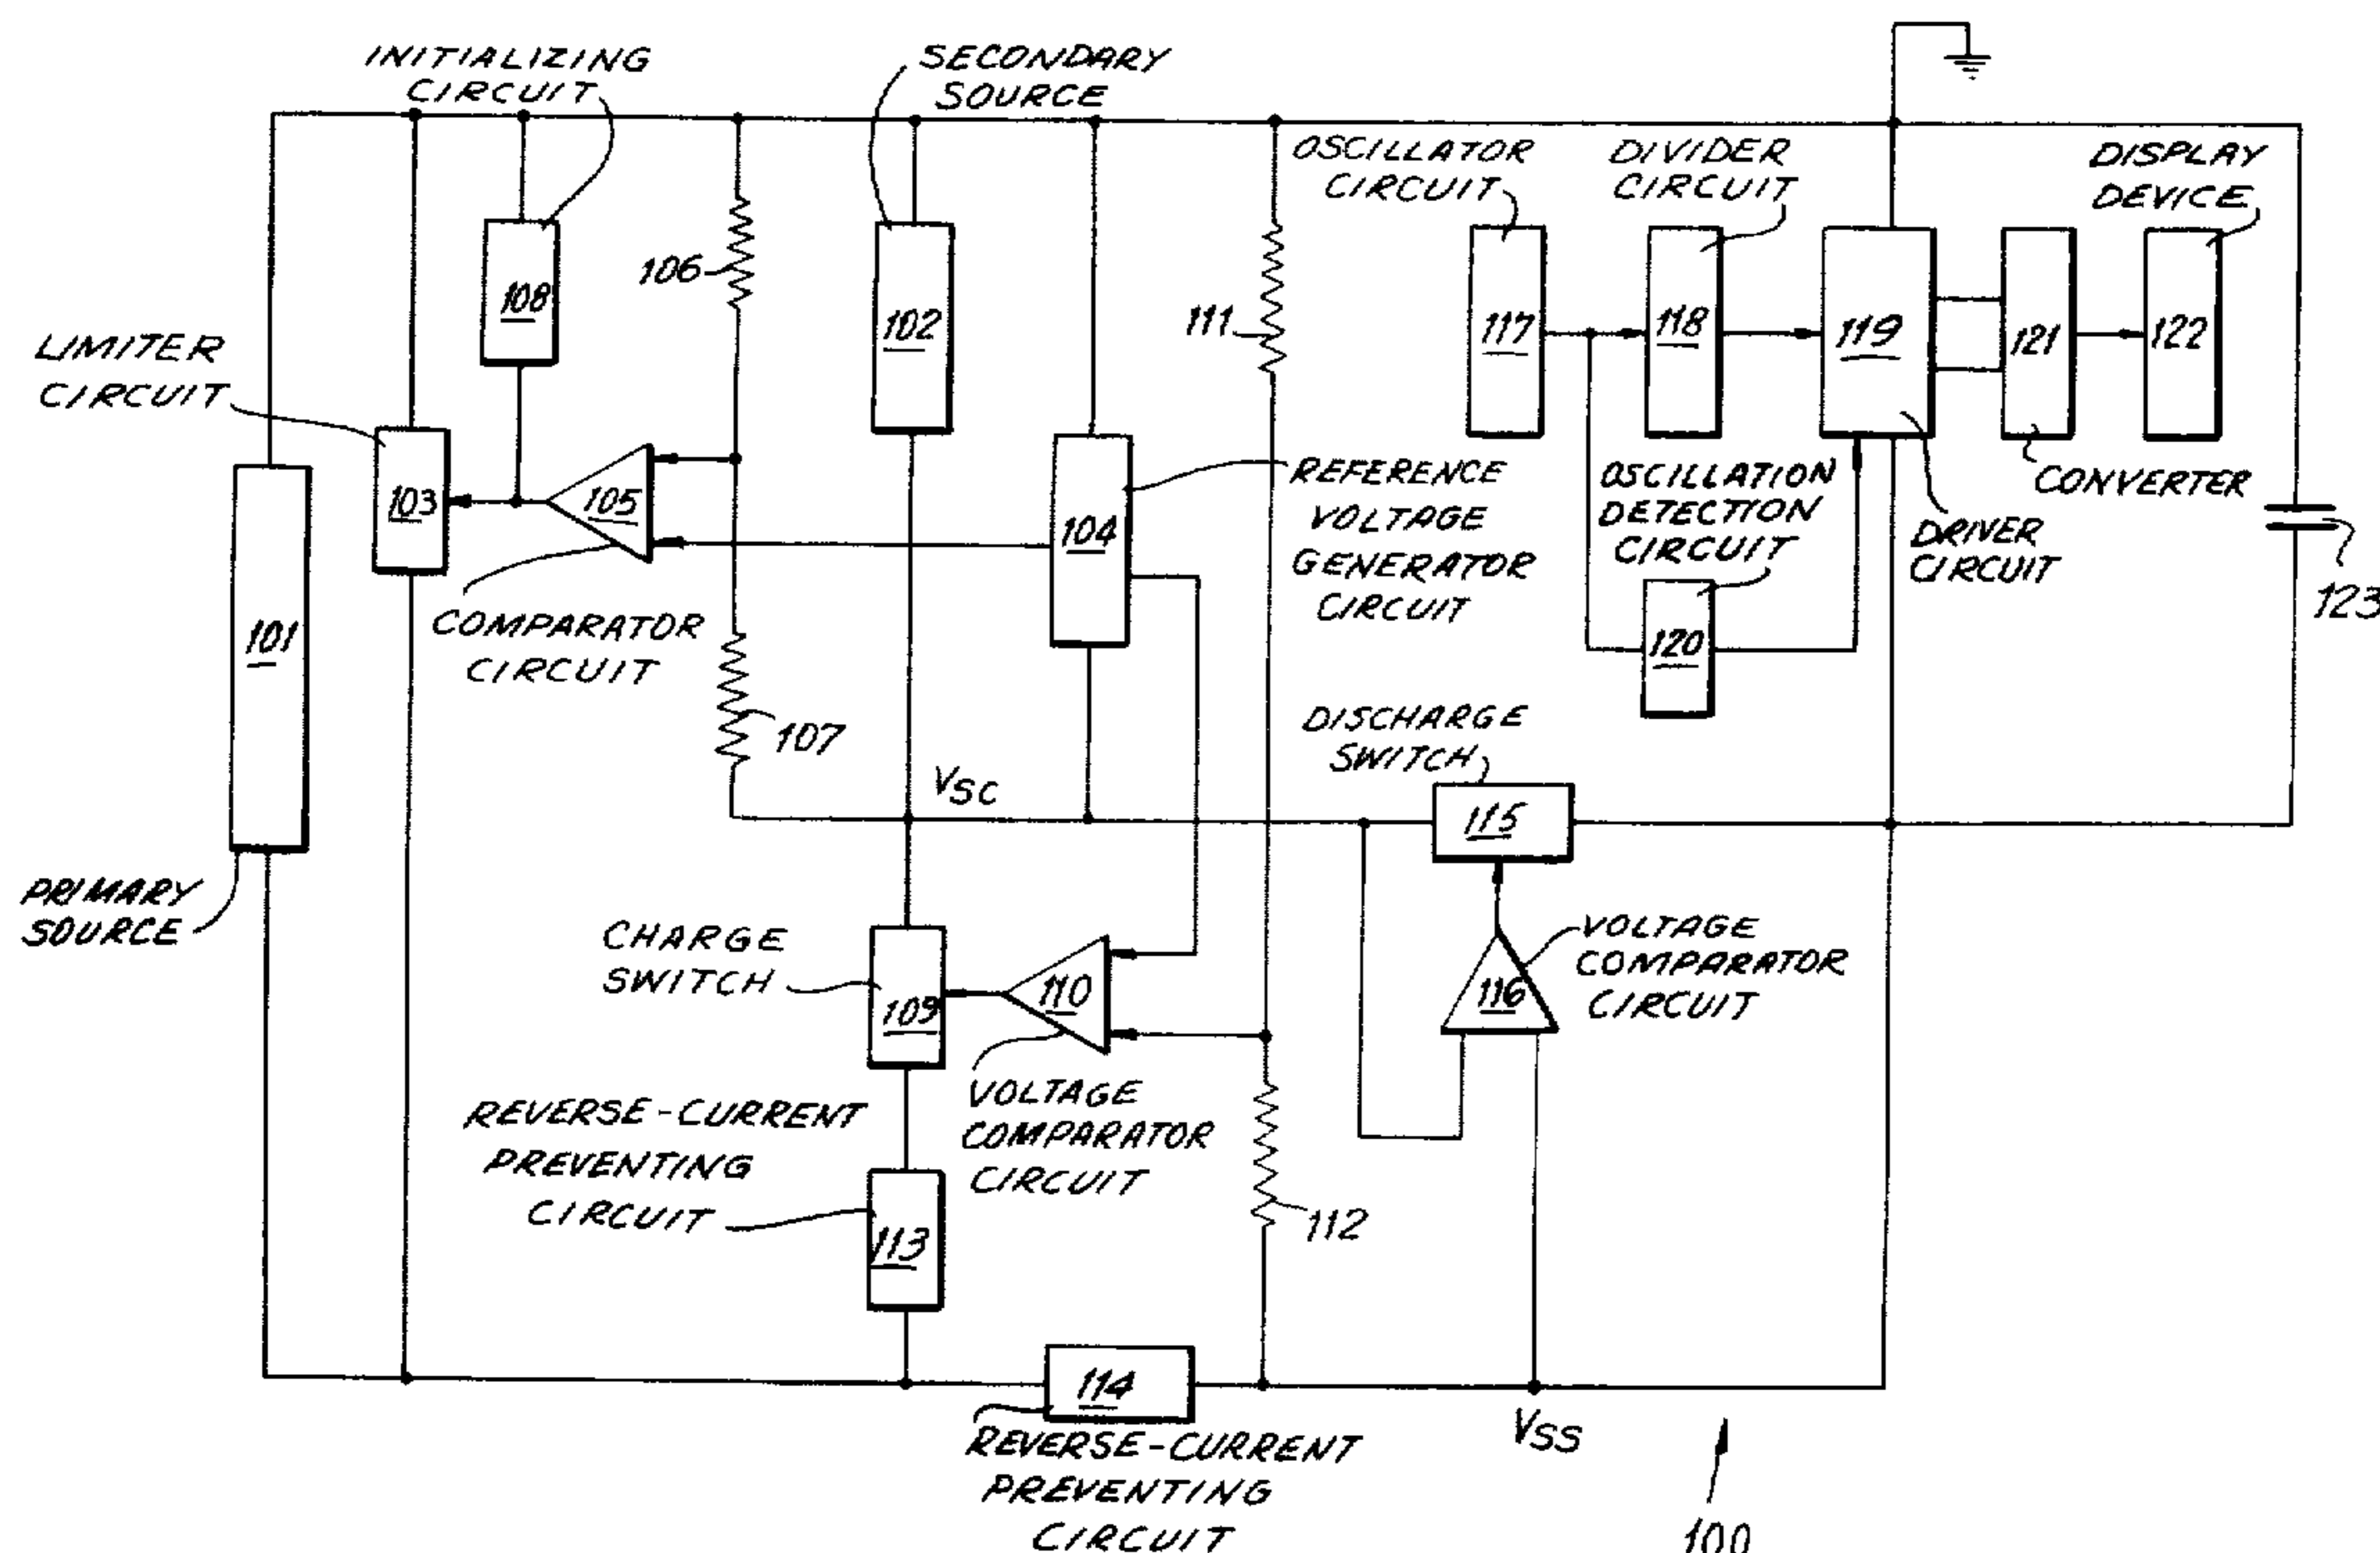 INITIALIZING
CIRCUIT
SECONDARY
SOURCE
OSCILLATOR
CIRCUIT
DIVIDER
CIRCUIT
DISPLAY
DEVICE
108
106
102
111
117
118
119
121
122
LIMITER
CIRCUIT
103
105
104
REFERENCE
VOLTAGE
GENERATOR
CIRCUIT
OSCILLATION
DETECTION
CIRCUIT
CONVERTER
DRIVER
CIRCUIT
123
101
COMPARATOR
CIRCUIT
120
107
DISCHARGE
SWITCH
VSC
115
PRIMARY
SOURCE
CHARGE
SWITCH
109
110
116
VOLTAGE
COMPARATOR
CIRCUIT
VOLTAGE
COMPARATOR
CIRCUIT
REVERSE-CURRENT
PREVENTING
CIRCUIT
113
112
114
VSS
REVERSE-CURRENT
PREVENTING
CIRCUIT
100